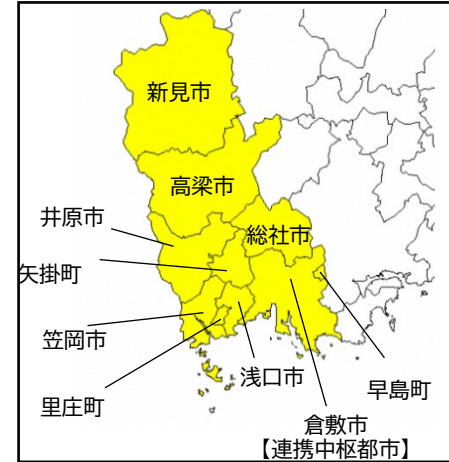 新見市
高梁市
井原市
総社市
矢掛町
笠岡市
浅口市
早島町
里庄町
倉敷市
【連携中枢都市】